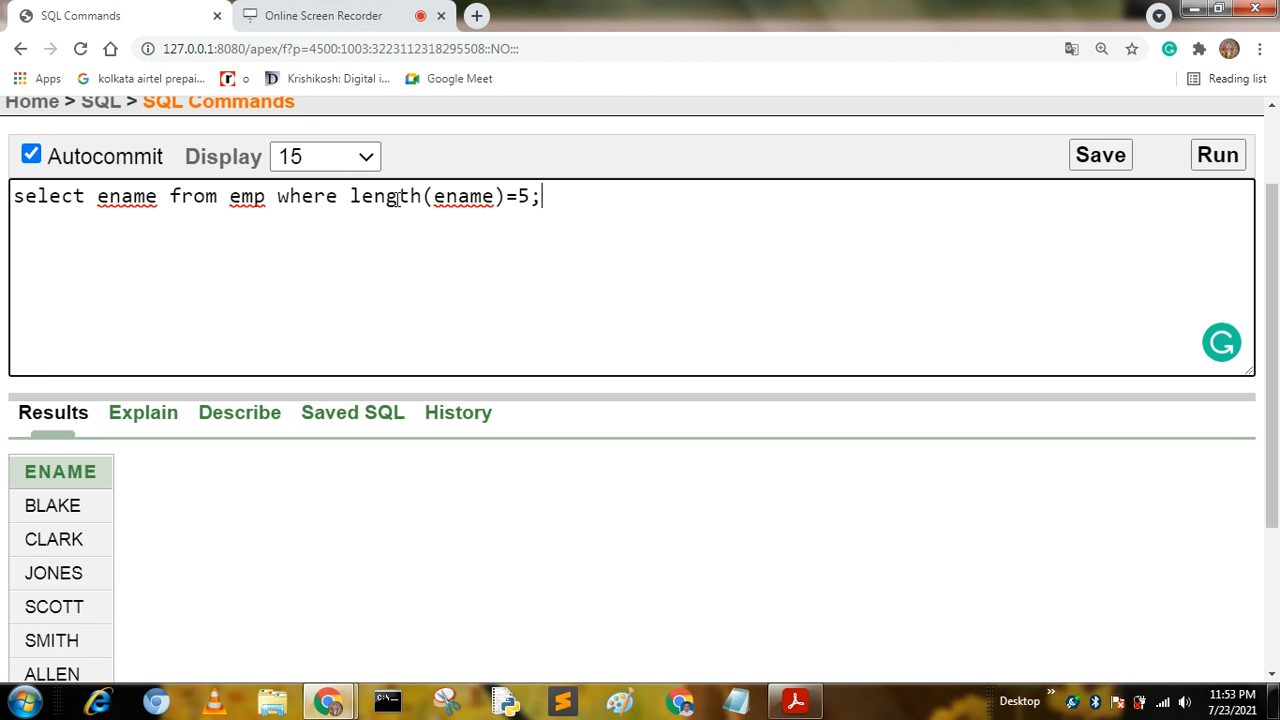 SQL Commands
Online Screen Recorder
127.0.0.1:8080/apex/f?p=4500:1003:3223112318295508::NO:::
Apps
kolkata airtel prepai...
o
Krishikosh: Digital i...
Google Meet
Reading list
Home > SQL > SQL Commands
Autocommit
Display
15
Save
Run
select ename from emp where length(ename)=5;
Results
Explain
Describe
Saved SQL
History
ENAME
BLAKE
CLARK
JONES
SCOTT
SMITH
ALLEN
Desktop
11:53 PM
7/23/2021